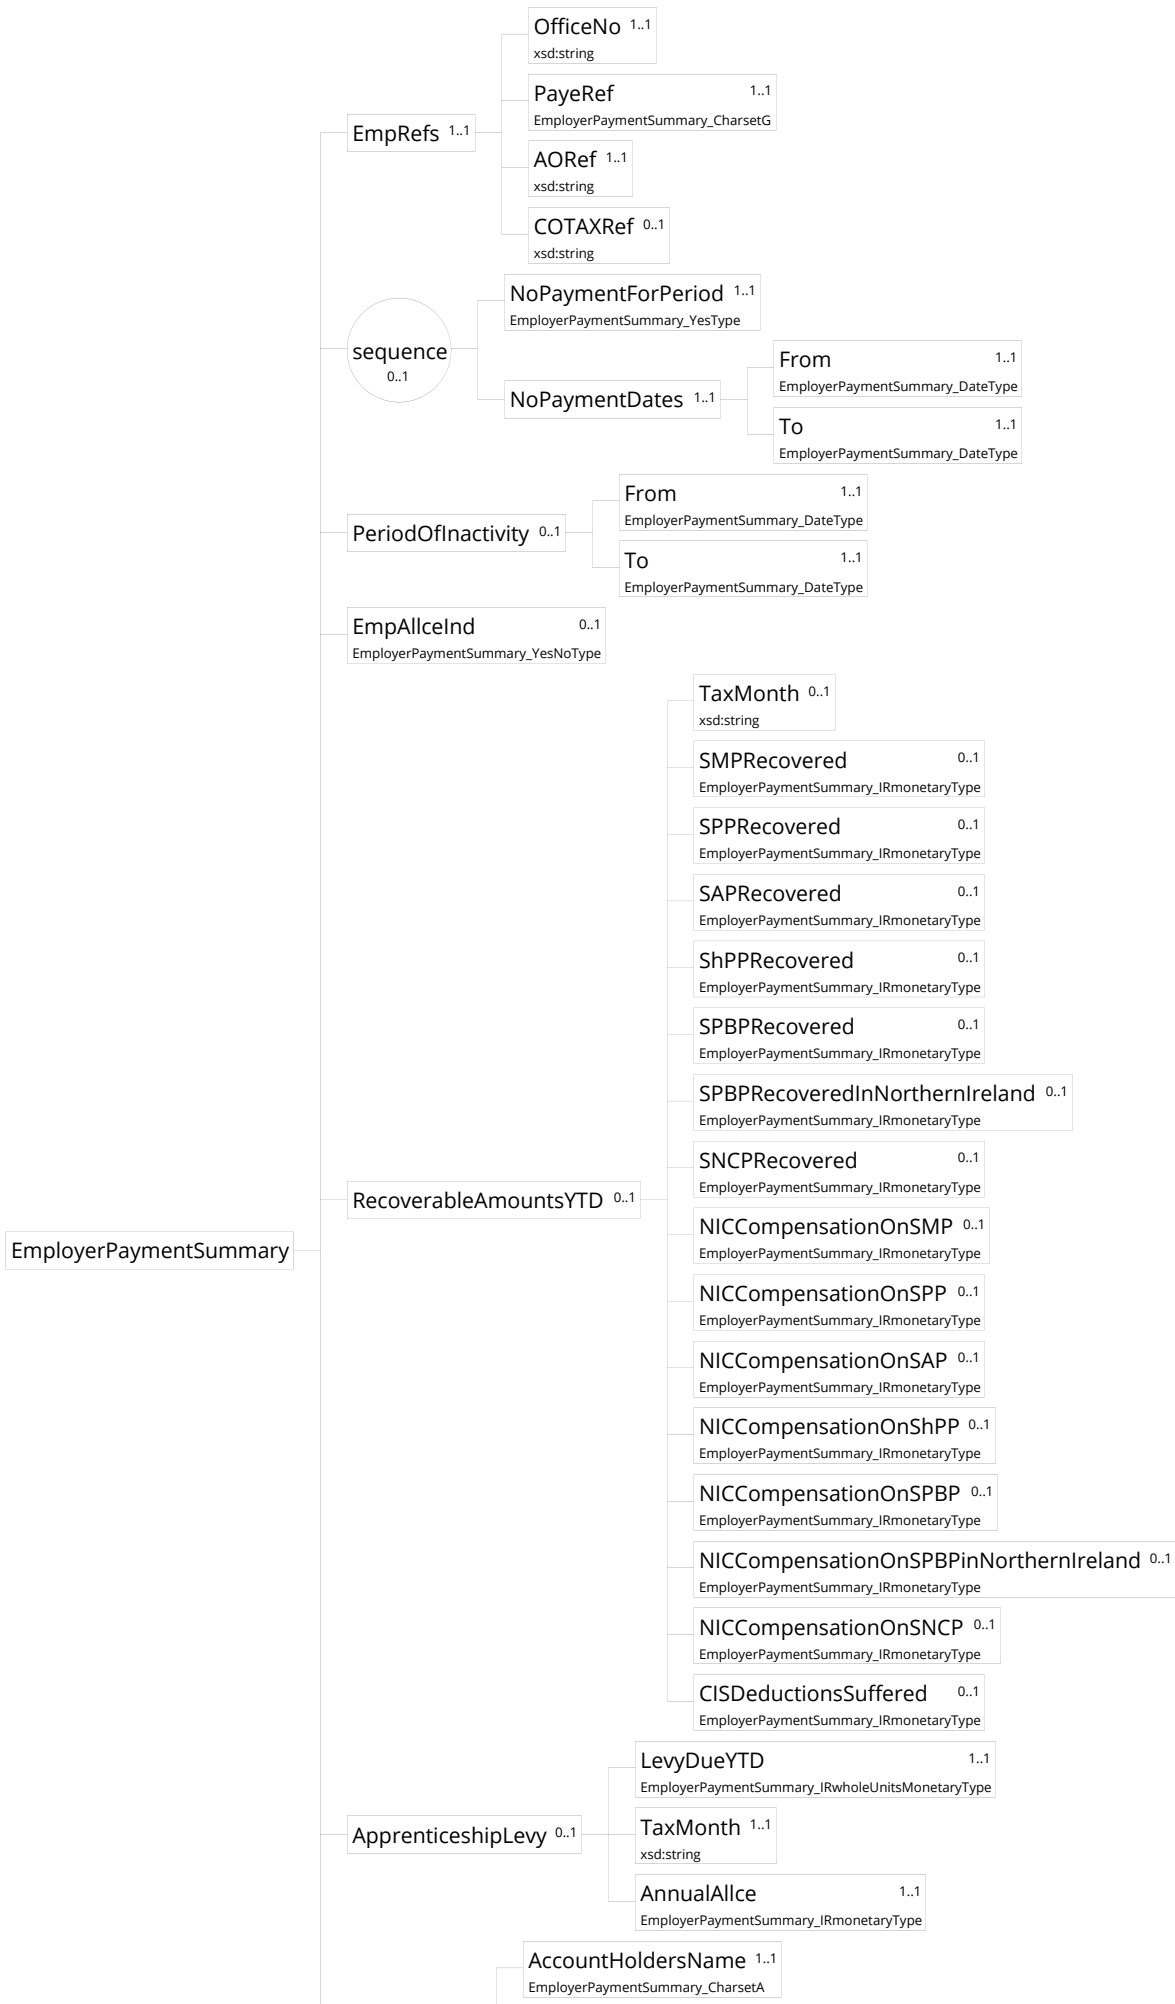 OfficeNo 1..1
xsd:string
PayeRef 1..1
EmployerPaymentSummary_CharsetG
EmpRefs 1..1
AORef 1..1
xsd:string
COTAXRef 0..1
xsd:string
NoPaymentForPeriod 1..1
EmployerPaymentSummary_YesType
sequence
0..1
From 1..1
EmployerPaymentSummary_DateType
NoPaymentDates 1..1
To 1..1
EmployerPaymentSummary_DateType
From 1..1
EmployerPaymentSummary_DateType
PeriodOfInactivity 0..1
To 1..1
EmployerPaymentSummary_DateType
EmpAllceInd 0..1
EmployerPaymentSummary_YesNoType
TaxMonth 0..1
xsd:string
SMPRecovered 0..1
EmployerPaymentSummary_IRmonetaryType
SPPRecovered 0..1
EmployerPaymentSummary_IRmonetaryType
SAPRecovered 0..1
EmployerPaymentSummary_IRmonetaryType
ShPPRecovered 0..1
EmployerPaymentSummary_IRmonetaryType
SPBPRecovered 0..1
EmployerPaymentSummary_IRmonetaryType
SPBPRecoveredInNorthernIreland 0..1
EmployerPaymentSummary_IRmonetaryType
SNCPRecovered 0..1
EmployerPaymentSummary_IRmonetaryType
RecoverableAmountsYTD 0..1
NICCompensationOnSMP 0..1
EmployerPaymentSummary_IRmonetaryType
EmployerPaymentSummary
NICCompensationOnSPP 0..1
EmployerPaymentSummary_IRmonetaryType
NICCompensationOnSAP 0..1
EmployerPaymentSummary_IRmonetaryType
NICCompensationOnShPP 0..1
EmployerPaymentSummary_IRmonetaryType
NICCompensationOnSPBP 0..1
EmployerPaymentSummary_IRmonetaryType
NICCompensationOnSPBPinNorthernIreland 0..1
EmployerPaymentSummary_IRmonetaryType
NICCompensationOnSNCP 0..1
EmployerPaymentSummary_IRmonetaryType
CISDeductionsSuffered 0..1
EmployerPaymentSummary_IRmonetaryType
LevyDueYTD 1..1
EmployerPaymentSummary_IRwholeUnitsMonetaryType
ApprenticeshipLevy 0..1
TaxMonth 1..1
xsd:string
AnnualAllce 1..1
EmployerPaymentSummary_IRmonetaryType
AccountHoldersName 1..1
EmployerPaymentSummary_CharsetA